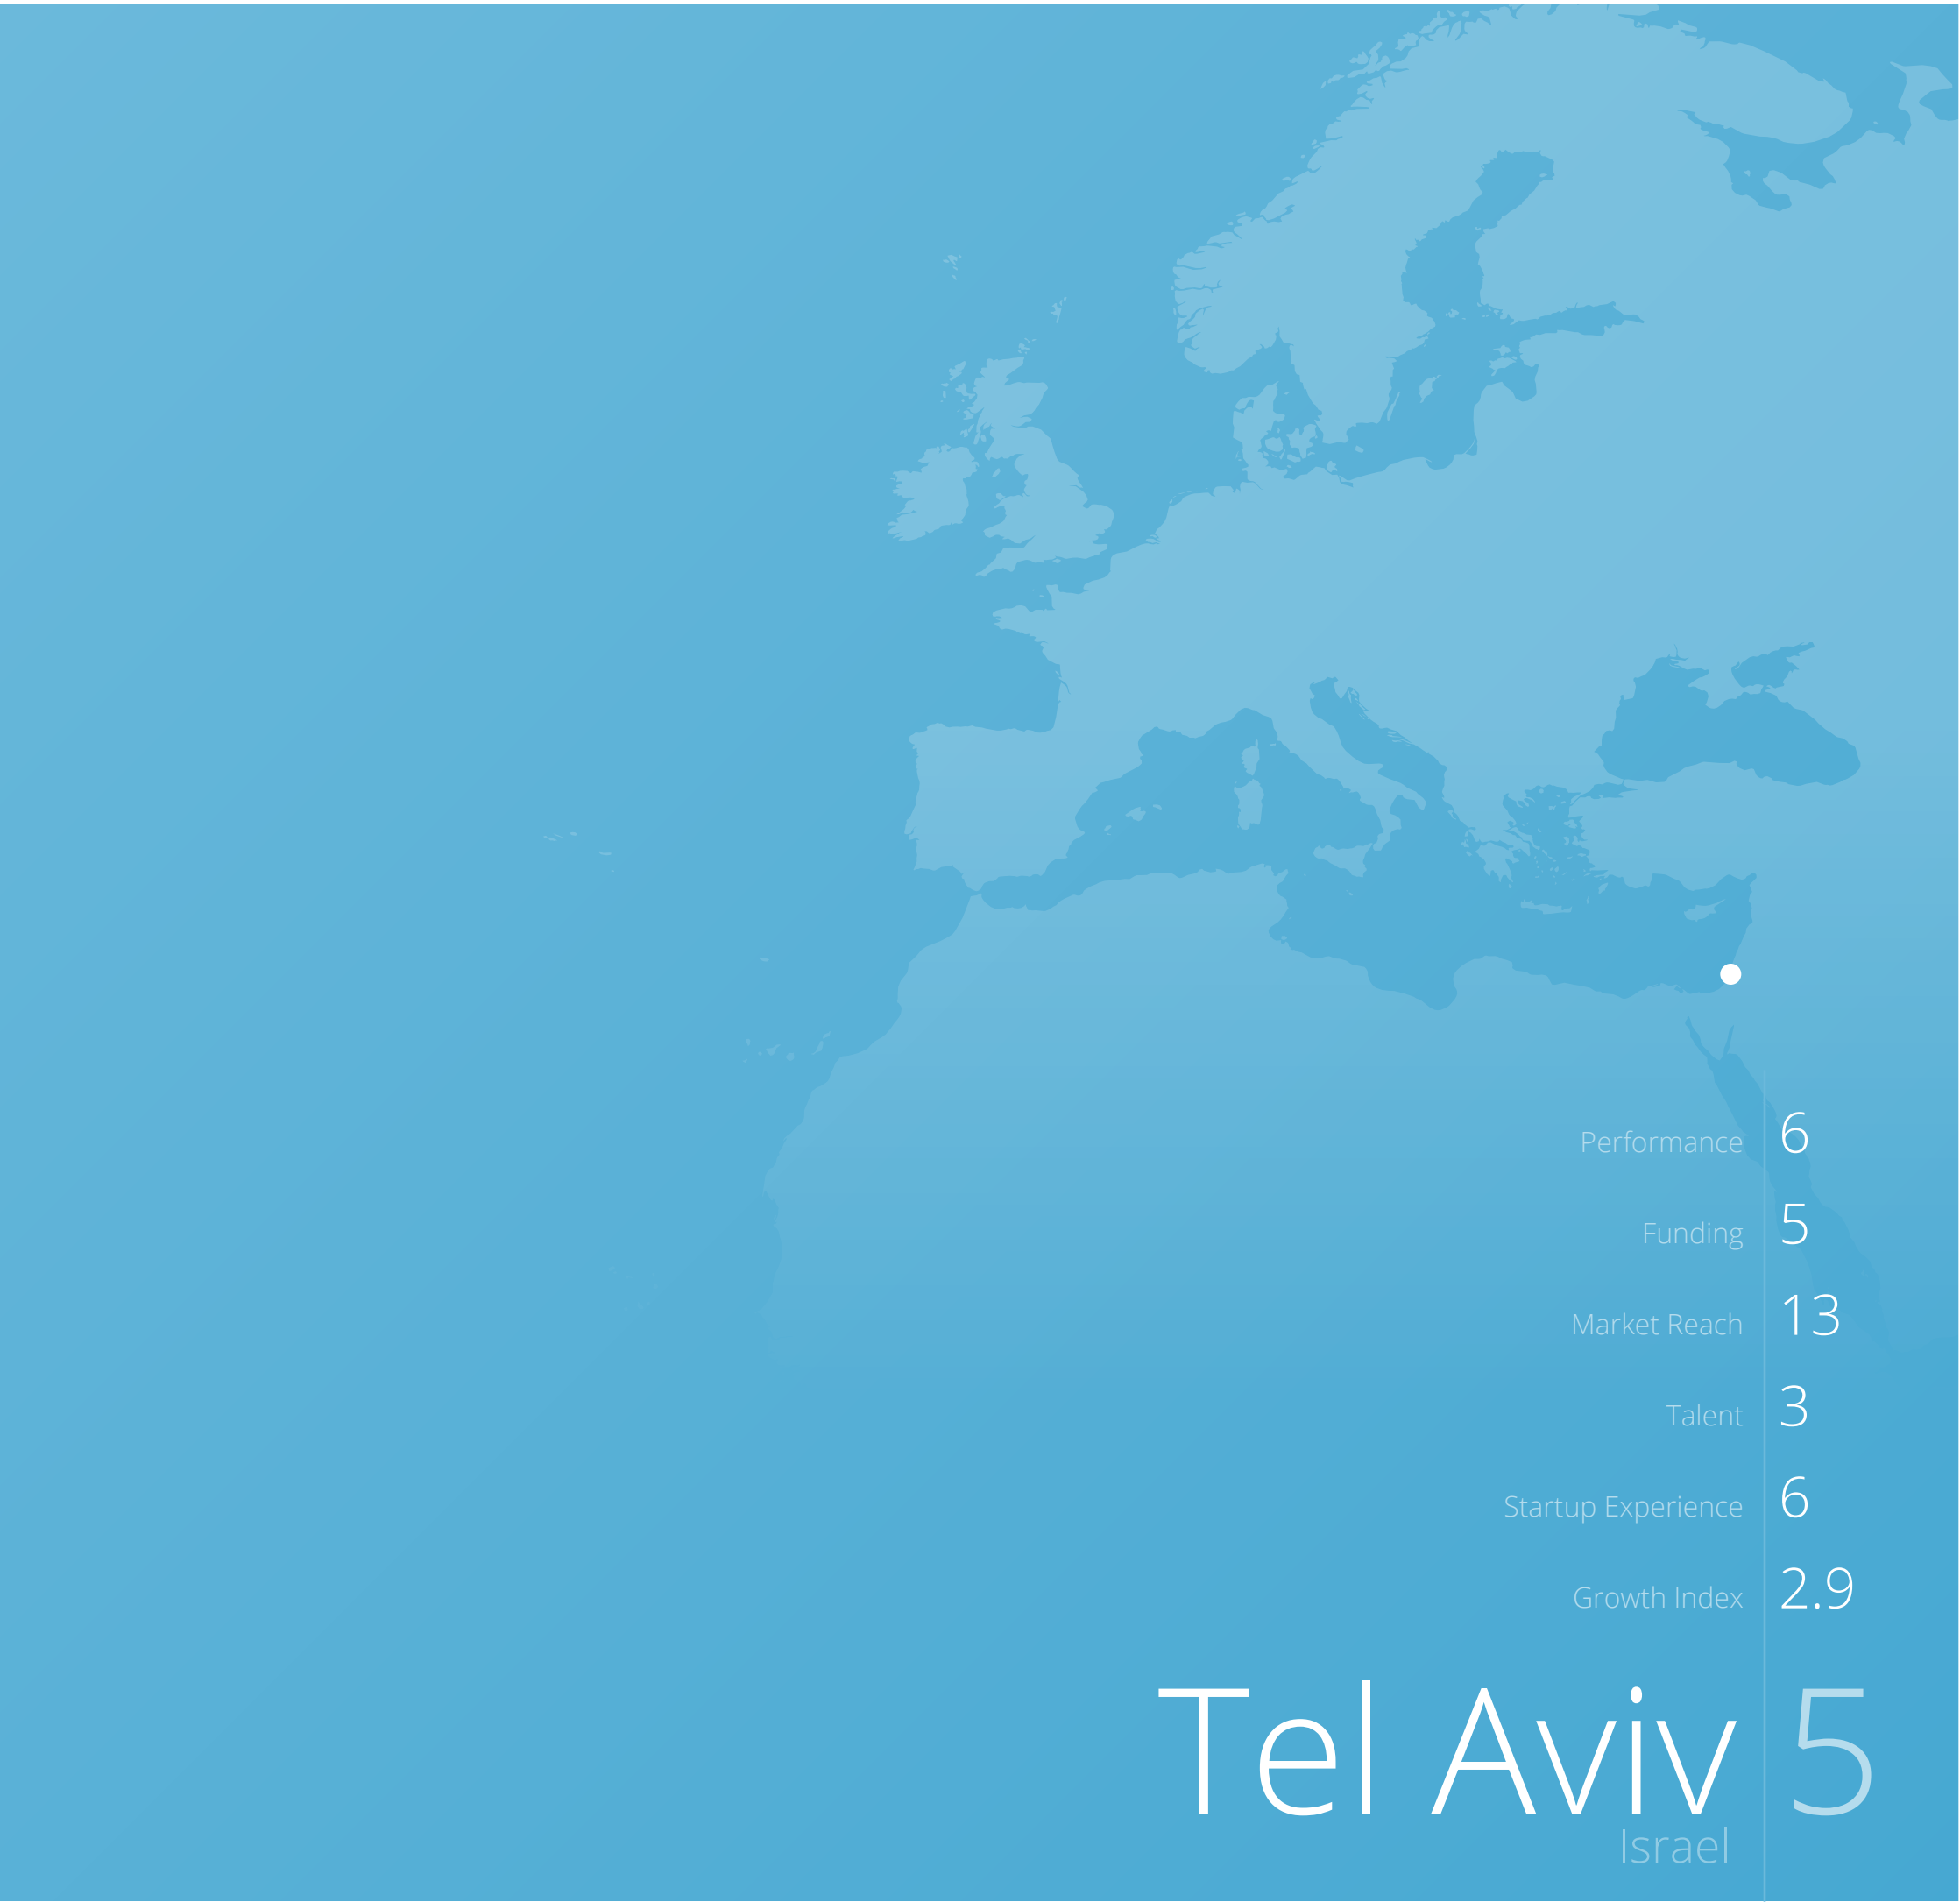 Performance 6
Funding 5
Market Reach 13
Talent 3
Startup Experience 6
Growth Index 2.9
Tel Aviv 5
Israel